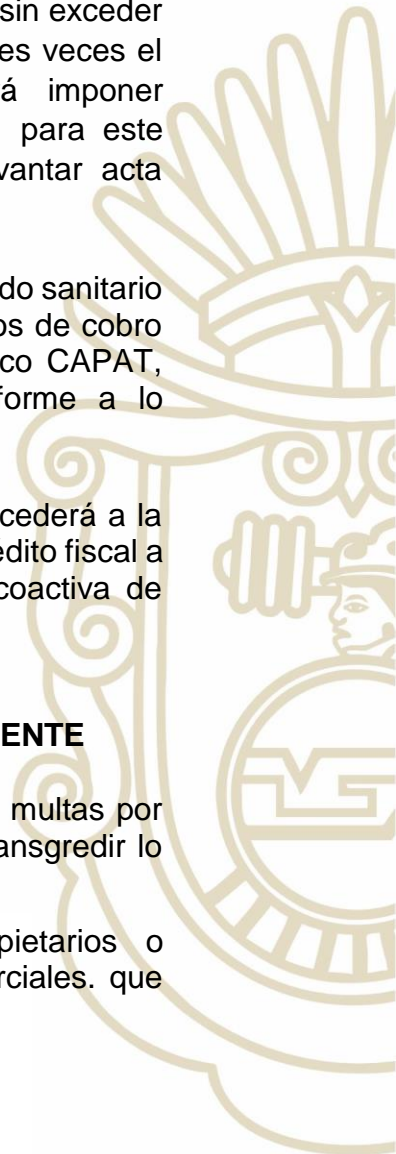 sin exceder
es veces el
á imponer
para este
vantar acta
do sanitario
os de cobro
co CAPAT,
forme a lo
cederá a la
édito fiscal a
coactiva de
ENTE
multas por
ansgredir lo
pietarios o
rciales. que